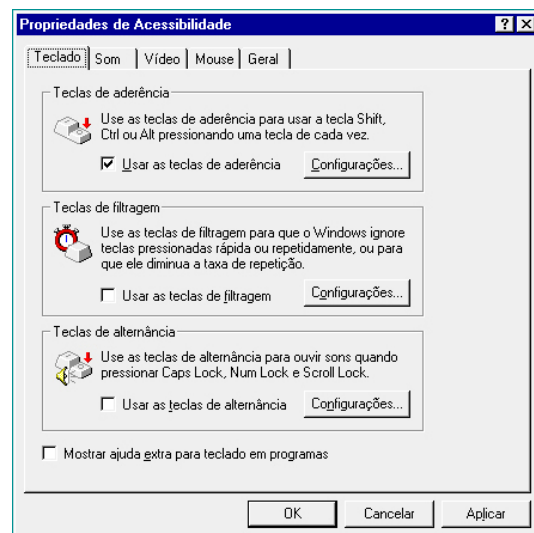 Propriedades de Acessibilidade
Teclado Som Vídeo Mouse Geral
Teclas de aderência
Use as teclas de aderência para usar a tecla Shift,
Ctrl ou Alt pressionando uma tecla de cada vez.
Usar as teclas de aderência Configurações...
Teclas de filtragem
Use as teclas de filtragem para que o Windows ignore
teclas pressionadas rápida ou repetidamente, ou para
que ele diminua a taxa de repetição.
Usar as teclas de filtragem Configurações...
Teclas de alternância
Use as teclas de alternância para ouvir sons quando
pressionar Caps Lock, Num Lock e Scroll Lock.
Usar as teclas de alternância Configurações...
Mostrar ajuda extra para teclado em programas
OK Cancelar Aplicar